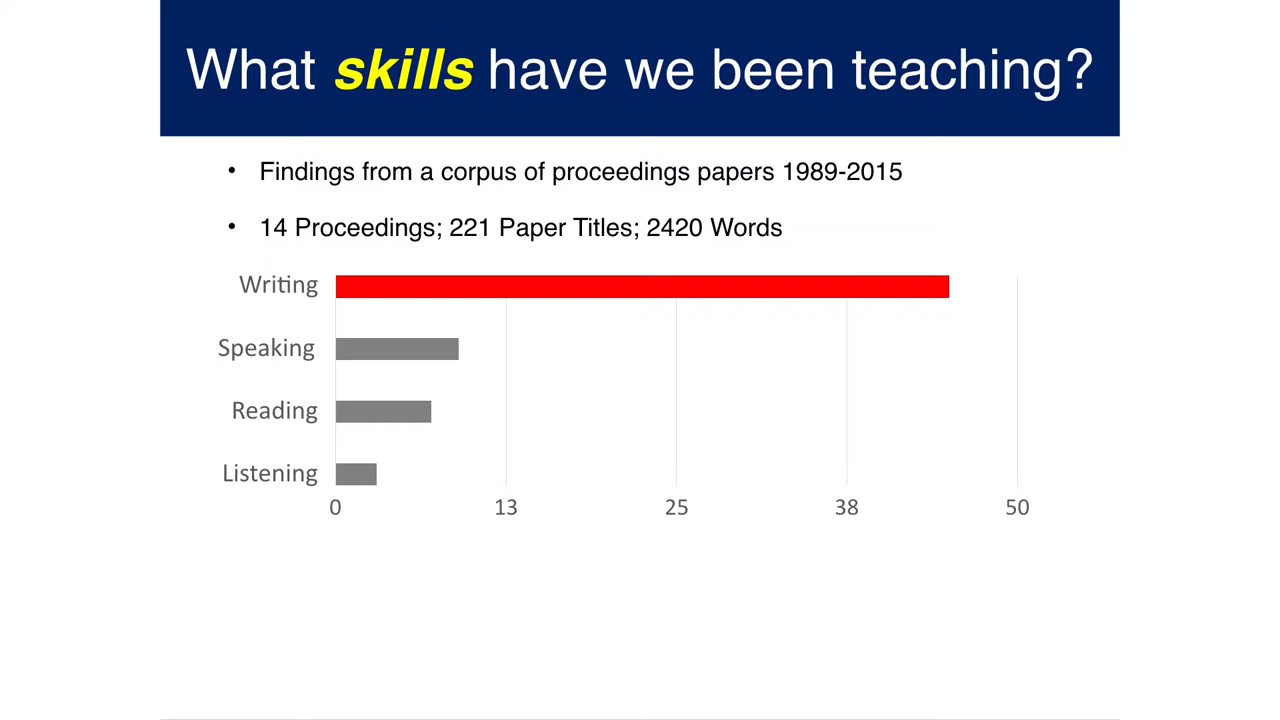 What skills have we been teaching?
• Findings from a corpus of proceedings papers 1989-2015
• 14 Proceedings; 221 Paper Titles; 2420 Words
Writing
Speaking
Reading
Listening
0 13 25 38 50